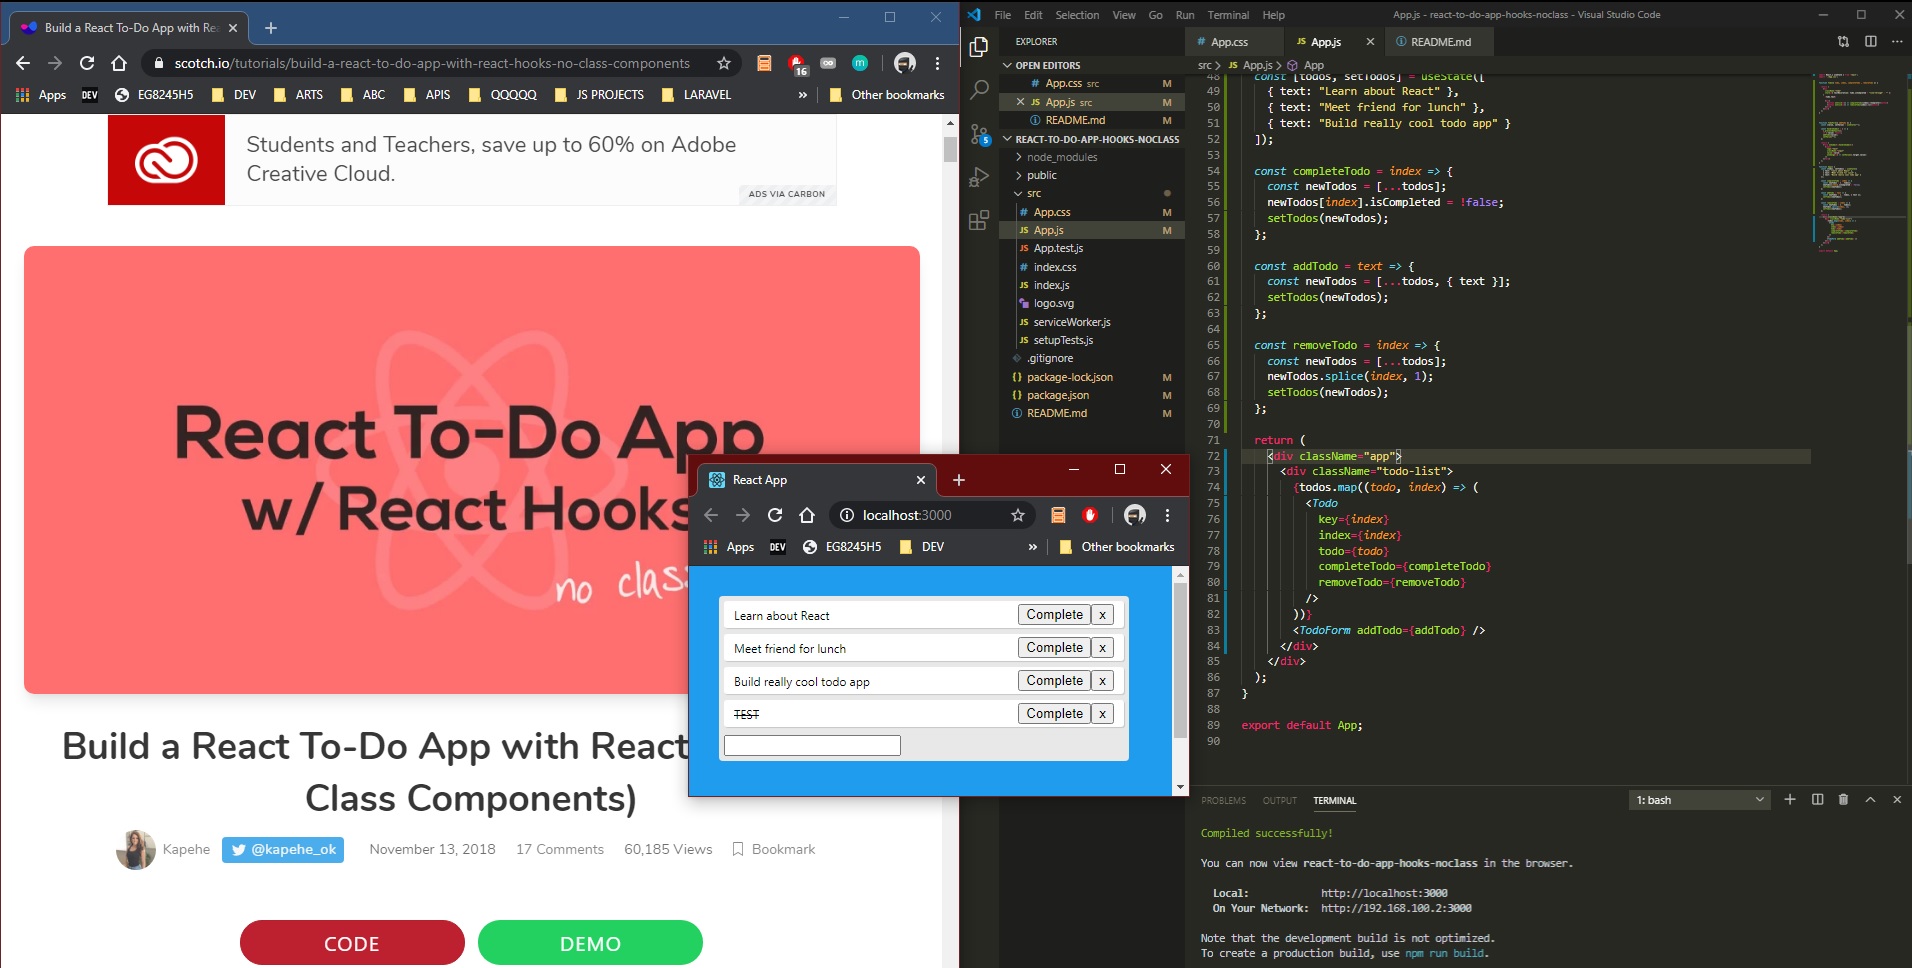 Build a React To-Do App with Rea
scotch.io/tutorials/build-a-react-to-do-app-with-react-hooks-no-class-components
16
Apps
DEV
EG8245H5
DEV
ARTS
ABC
APIS
QQQQQ
JS PROJECTS
LARAVEL
»
Other bookmarks
Students and Teachers, save up to 60% on Adobe
Creative Cloud.
ADS VIA CARBON
React To-Do App
w/ React Hooks
no clas
Build a React To-Do App with React
Class Components)
Kapehe
@kapehe_ok
November 13, 2018
17 Comments
60,185 Views
Bookmark
CODE
DEMO
React App
localhost:3000
Apps
DEV
EG8245H5
DEV
»
Other bookmarks
Learn about React
Complete
x
Meet friend for lunch
Complete
x
Build really cool todo app
Complete
x
TEST
Complete
x
File Edit Selection View Go Run Terminal Help
App.js - react-to-do-app-hooks-noclass - Visual Studio Code
EXPLORER
OPEN EDITORS
# App.css src M
JS App.js src M
README.md M
REACT-TO-DO-APP-HOOKS-NOCLASS
node_modules
public
src
# App.css M
JS App.js M
JS App.test.js
# index.css
JS index.js
logo.svg
JS serviceWorker.js
JS setupTests.js
.gitignore
{} package-lock.json M
{} package.json M
README.md M
5
# App.css
JS App.js
README.md
src > JS App.js > App
48 const [todos, setTodos] = useState([
49 { text: "Learn about React" },
50 { text: "Meet friend for lunch" },
51 { text: "Build really cool todo app" }
52 ]);
53
54 const completeTodo = index => {
55 const newTodos = [...todos];
56 newTodos[index].isCompleted = !false;
57 setTodos(newTodos);
58 };
59
60 const addTodo = text => {
61 const newTodos = [...todos, { text }];
62 setTodos(newTodos);
63 };
64
65 const removeTodo = index => {
66 const newTodos = [...todos];
67 newTodos.splice(index, 1);
68 setTodos(newTodos);
69 };
70
71 return (
72 <div className="app">
73 <div className="todo-list">
74 {todos.map((todo, index) => (
75 <Todo
76 key={index}
77 index={index}
78 todo={todo}
79 completeTodo={completeTodo}
80 removeTodo={removeTodo}
81 />
82 ))}
83 <TodoForm addTodo={addTodo} />
84 </div>
85 </div>
86 );
87 }
88
89 export default App;
90
PROBLEMS OUTPUT TERMINAL
1: bash
Compiled successfully!
You can now view react-to-do-app-hooks-noclass in the browser.
Local: http://localhost:3000
On Your Network: http://192.168.100.2:3000
Note that the development build is not optimized.
To create a production build, use npm run build.